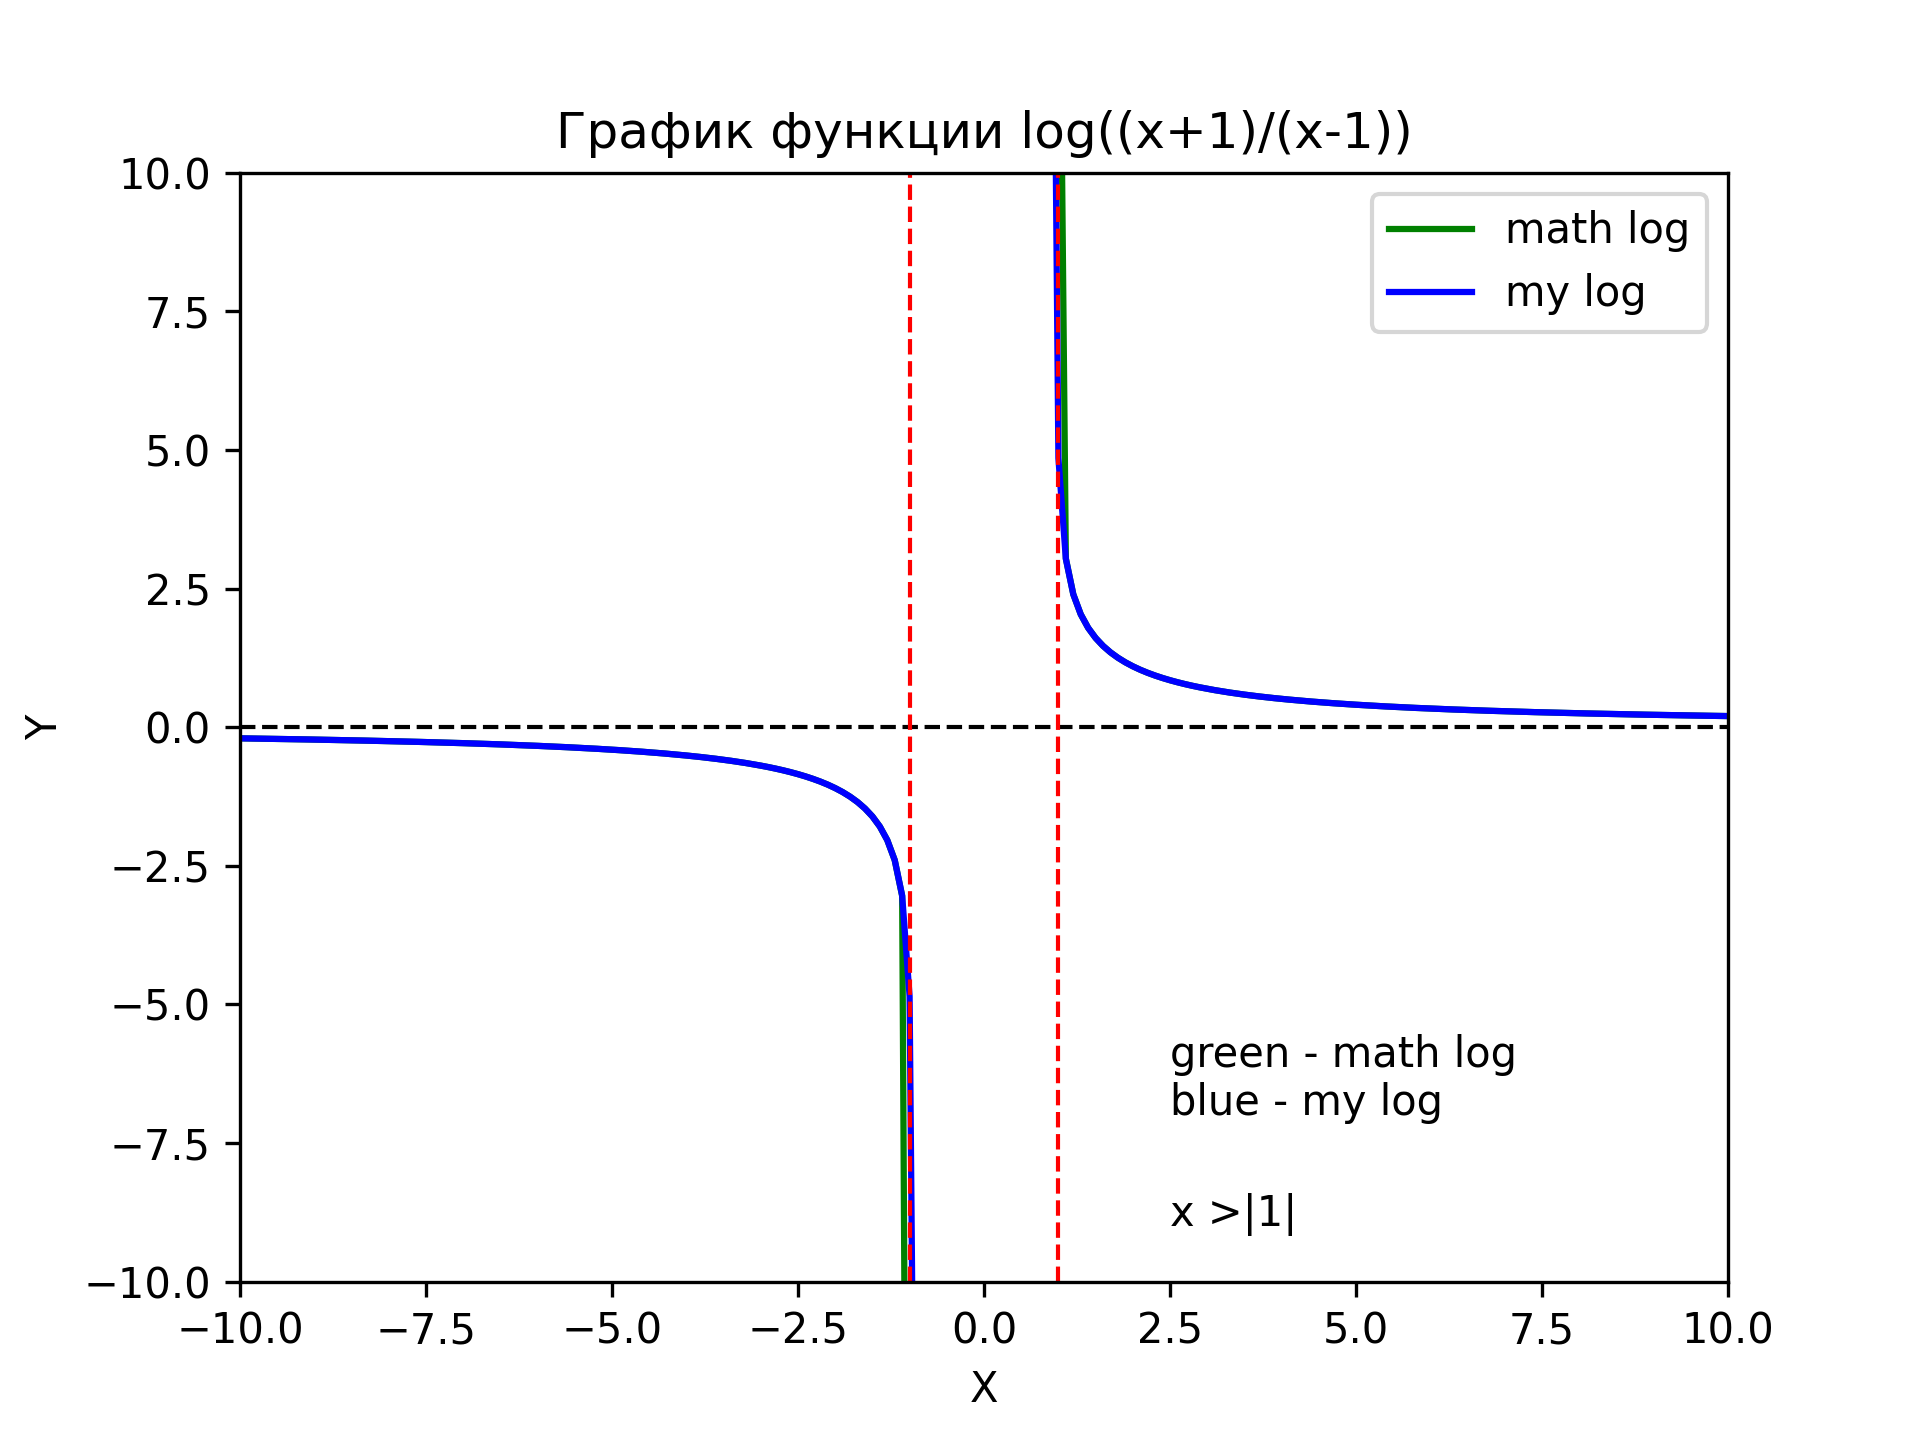 График функции log((x+1)/(x-1))
math log
my log
10.0
7.5
5.0
2.5
0.0
−2.5
−5.0
−7.5
−10.0
Y
green - math log
blue - my log
x >|1|
−10.0 −7.5 −5.0 −2.5 0.0 2.5 5.0 7.5 10.0
X